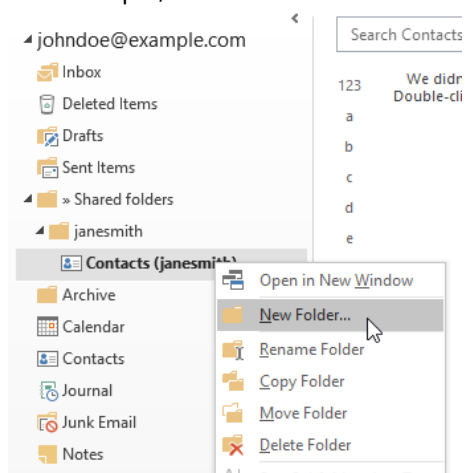 johndoe@example.com
Inbox
Deleted Items
Drafts
Sent Items
» Shared folders
janesmith
Contacts (janesmith)
Archive
Calendar
Contacts
Journal
Junk Email
Notes
Search Contacts
123
a
b
c
d
e
We didn
Double-cli
Open in New Window
New Folder...
Rename Folder
Copy Folder
Move Folder
Delete Folder